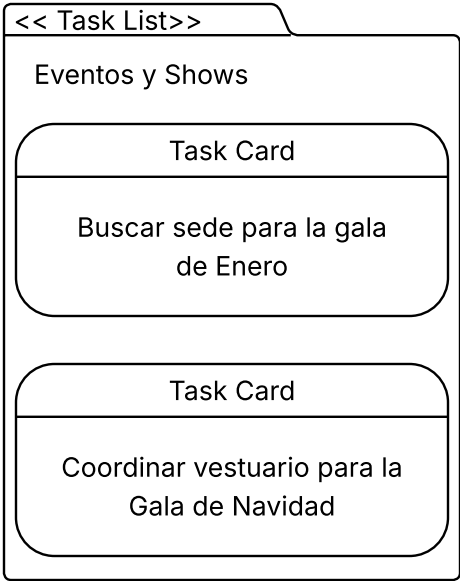 << Task List>>
Eventos y Shows
Task Card
Buscar sede para la gala
de Enero
Task Card
Coordinar vestuario para la
Gala de Navidad